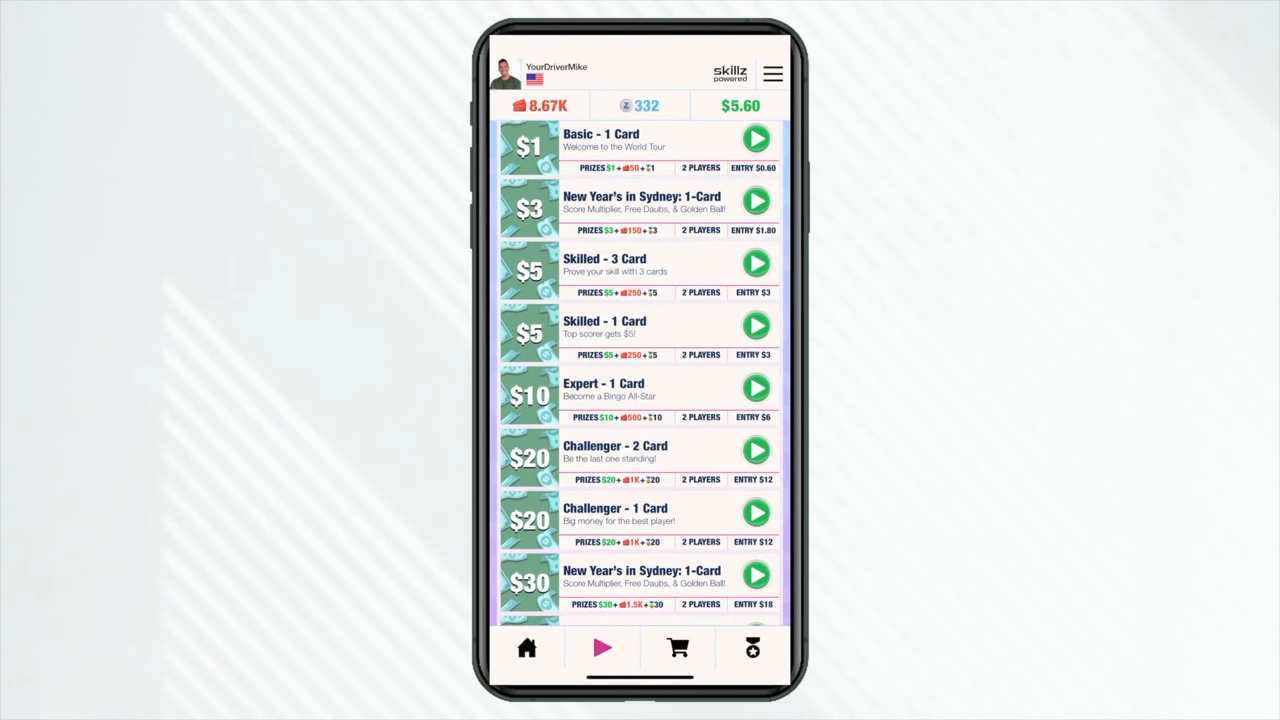 YourDriverMike
skillz
powered
8.67K
Z 332
$5.60
$1
Basic - 1 Card
Welcome to the World Tour
PRIZES $1 + 50 + 1
2 PLAYERS
ENTRY $0.60
$3
New Year's in Sydney: 1-Card
Score Multiplier, Free Daubs, & Golden Ball!
PRIZES $3 + 150 + 3
2 PLAYERS
ENTRY $1.80
$5
Skilled - 3 Card
Prove your skill with 3 cards
PRIZES $5 + 250 + 5
2 PLAYERS
ENTRY $3
$5
Skilled - 1 Card
Top scorer gets $5!
PRIZES $5 + 250 + 5
2 PLAYERS
ENTRY $3
$10
Expert - 1 Card
Become a Bingo All-Star
PRIZES $10 + 500 + 10
2 PLAYERS
ENTRY $6
$20
Challenger - 2 Card
Be the last one standing!
PRIZES $20 + 1K + 20
2 PLAYERS
ENTRY $12
$20
Challenger - 1 Card
Big money for the best player!
PRIZES $20 + 1K + 20
2 PLAYERS
ENTRY $12
$30
New Year's in Sydney: 1-Card
Score Multiplier, Free Daubs, & Golden Ball!
PRIZES $30 + 1.5K + 30
2 PLAYERS
ENTRY $18